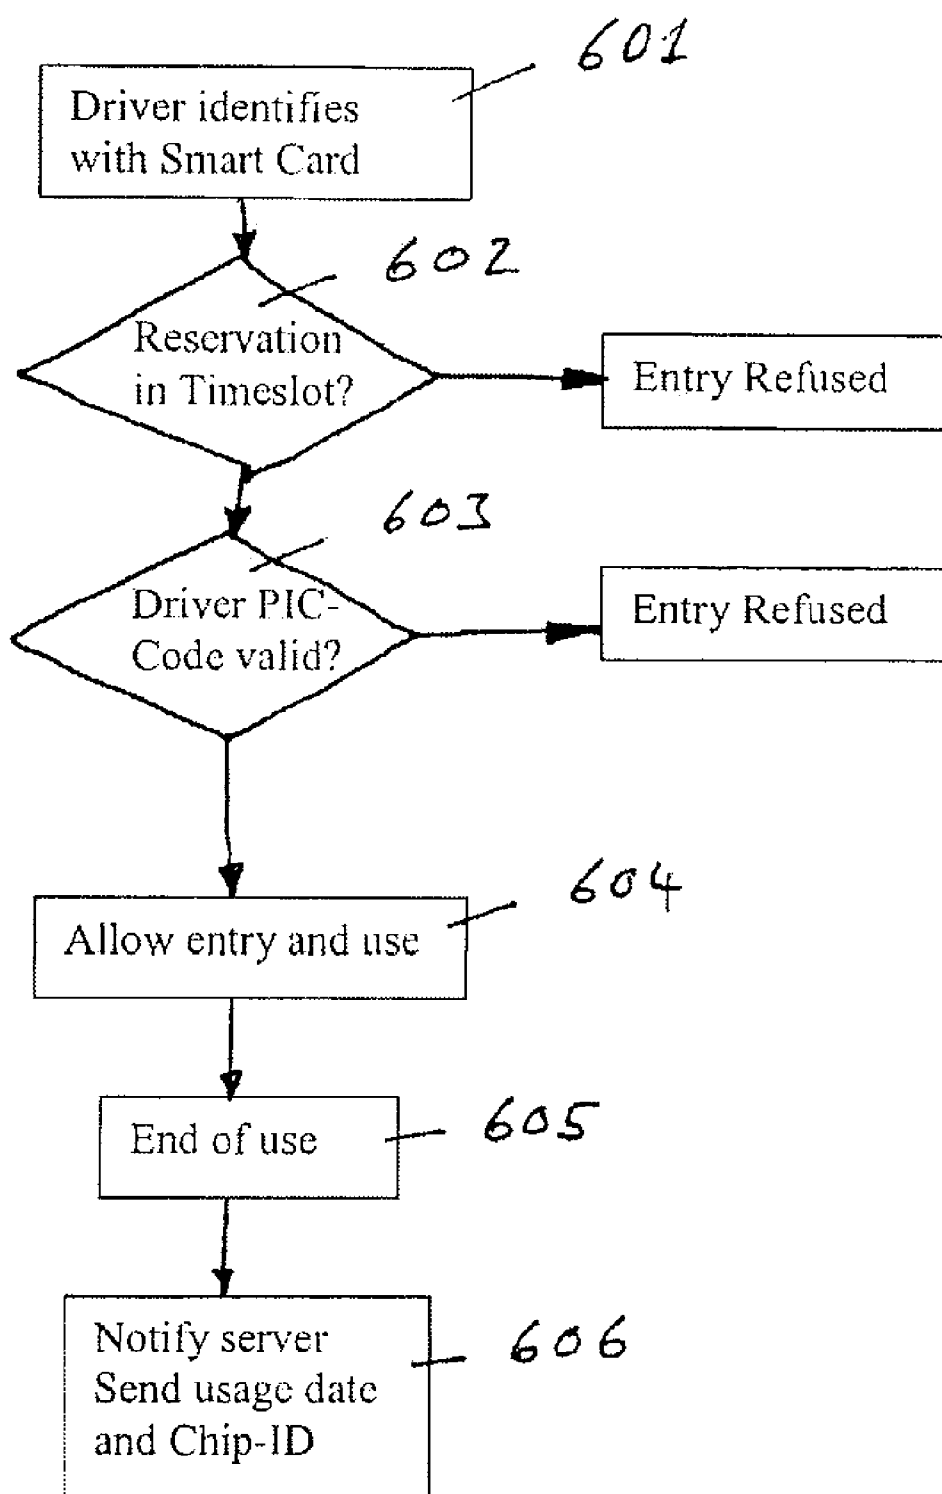 601
Driver identifies
with Smart Card
602
Reservation
in Timeslot?
Entry Refused
603
Driver PIC-
Code valid?
Entry Refused
604
Allow entry and use
605
End of use
606
Notify server
Send usage date
and Chip-ID